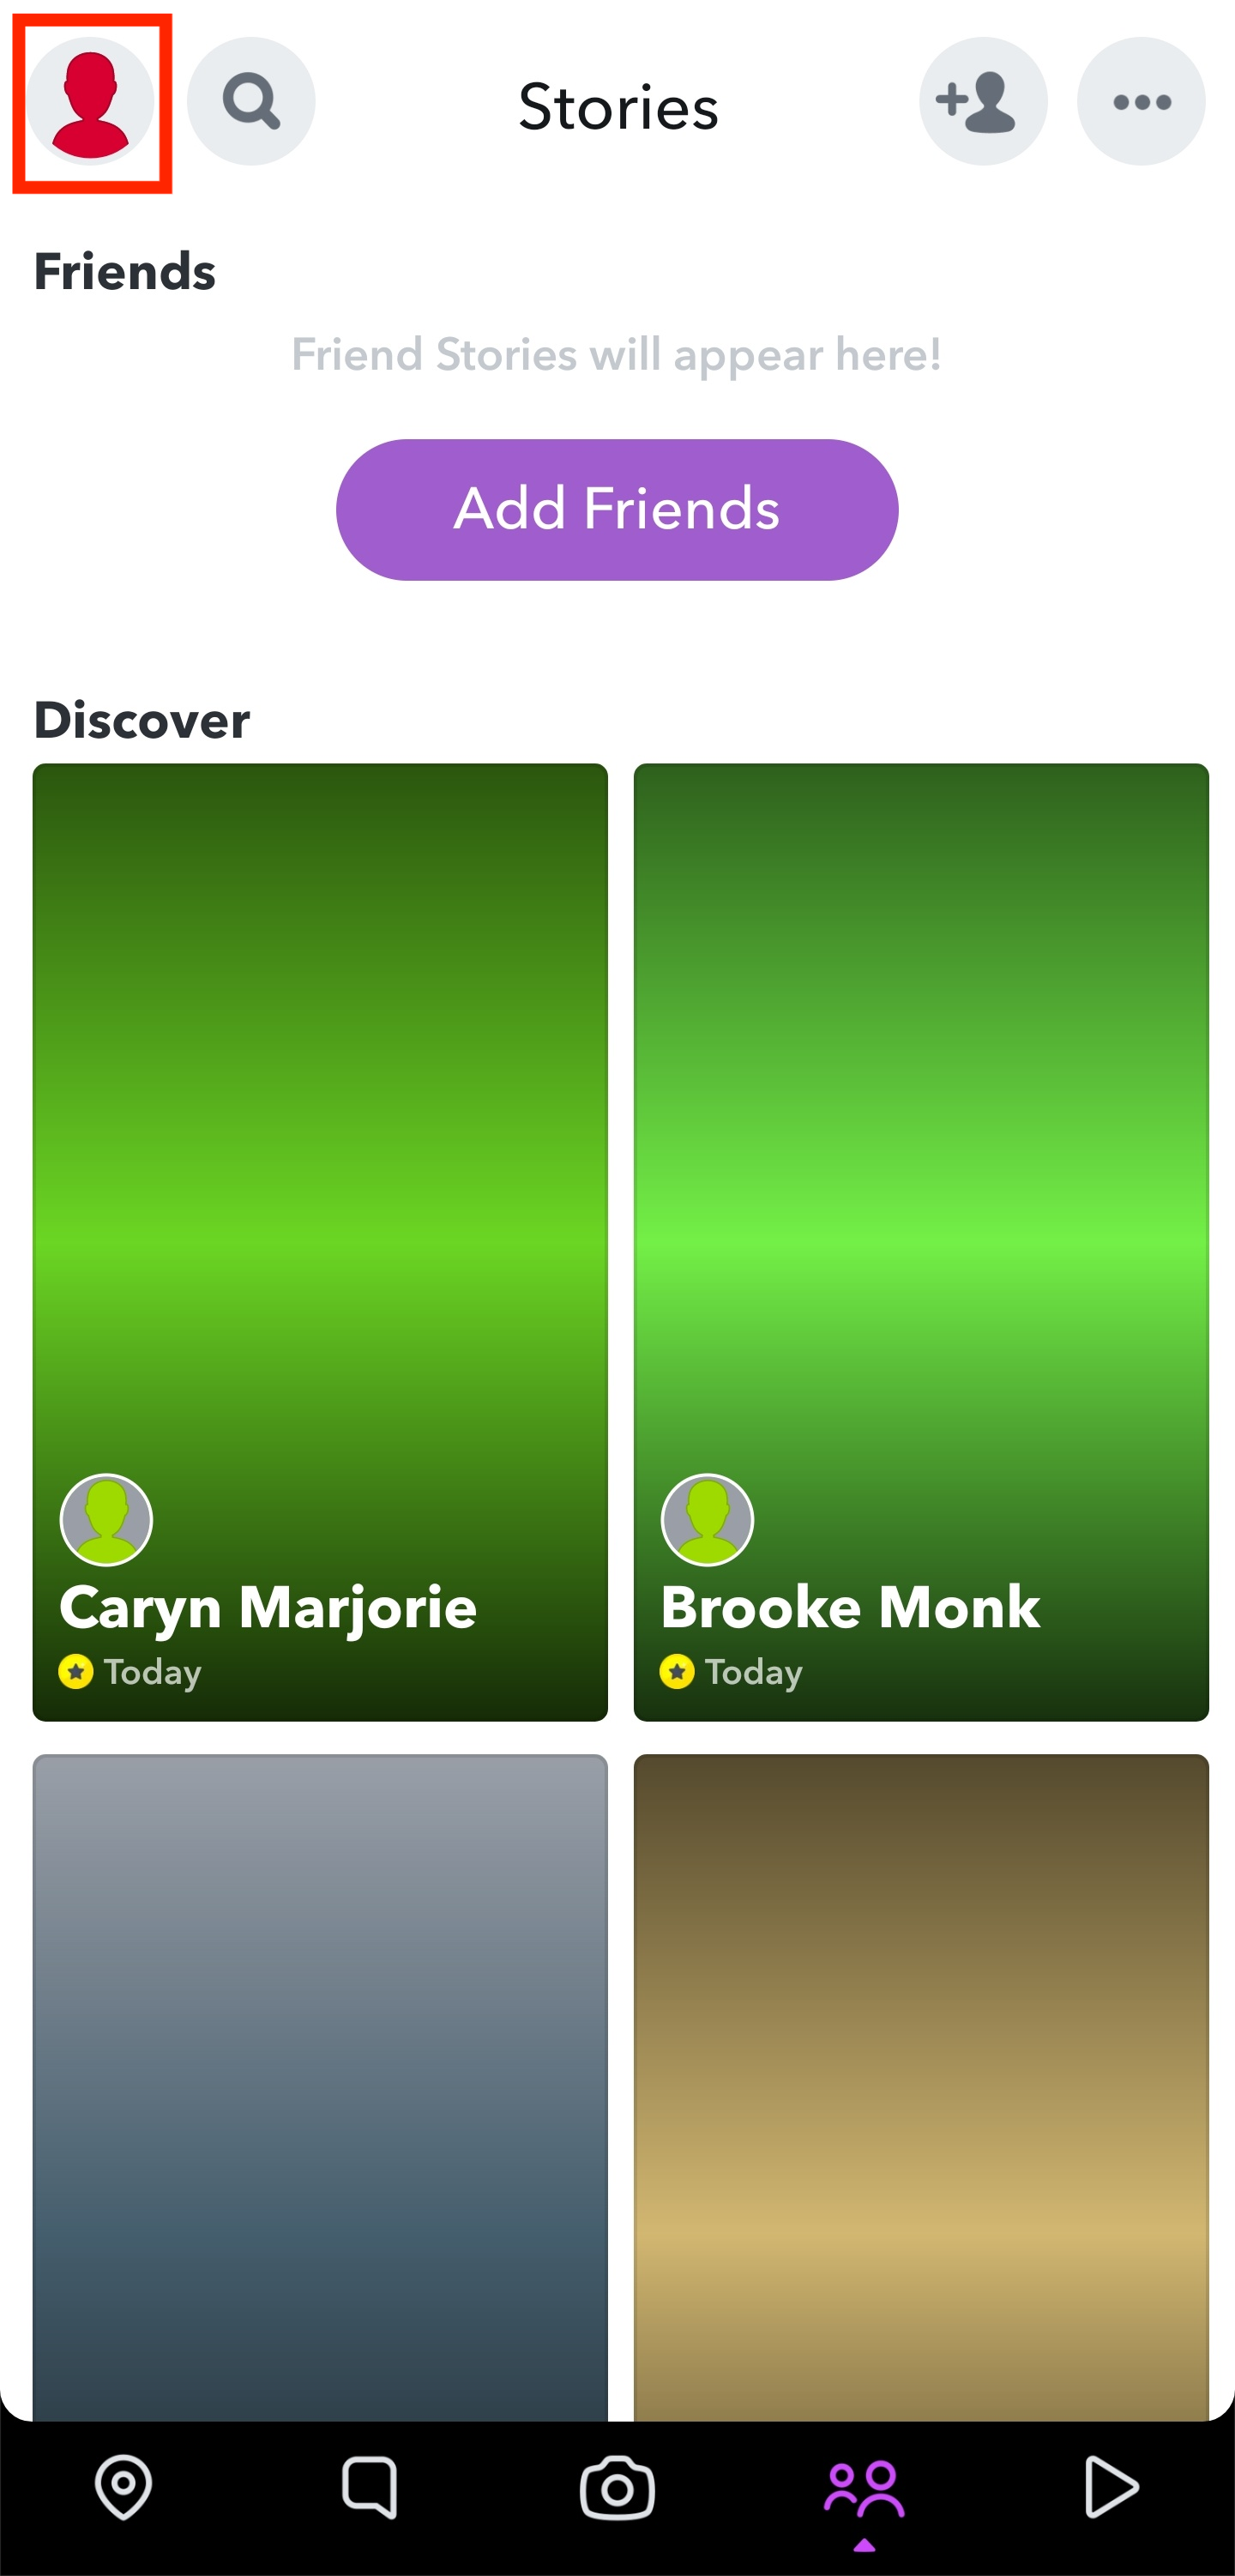 Stories
Friends
Friend Stories will appear here!
Add Friends
Discover
Caryn Marjorie
Today
Brooke Monk
Today